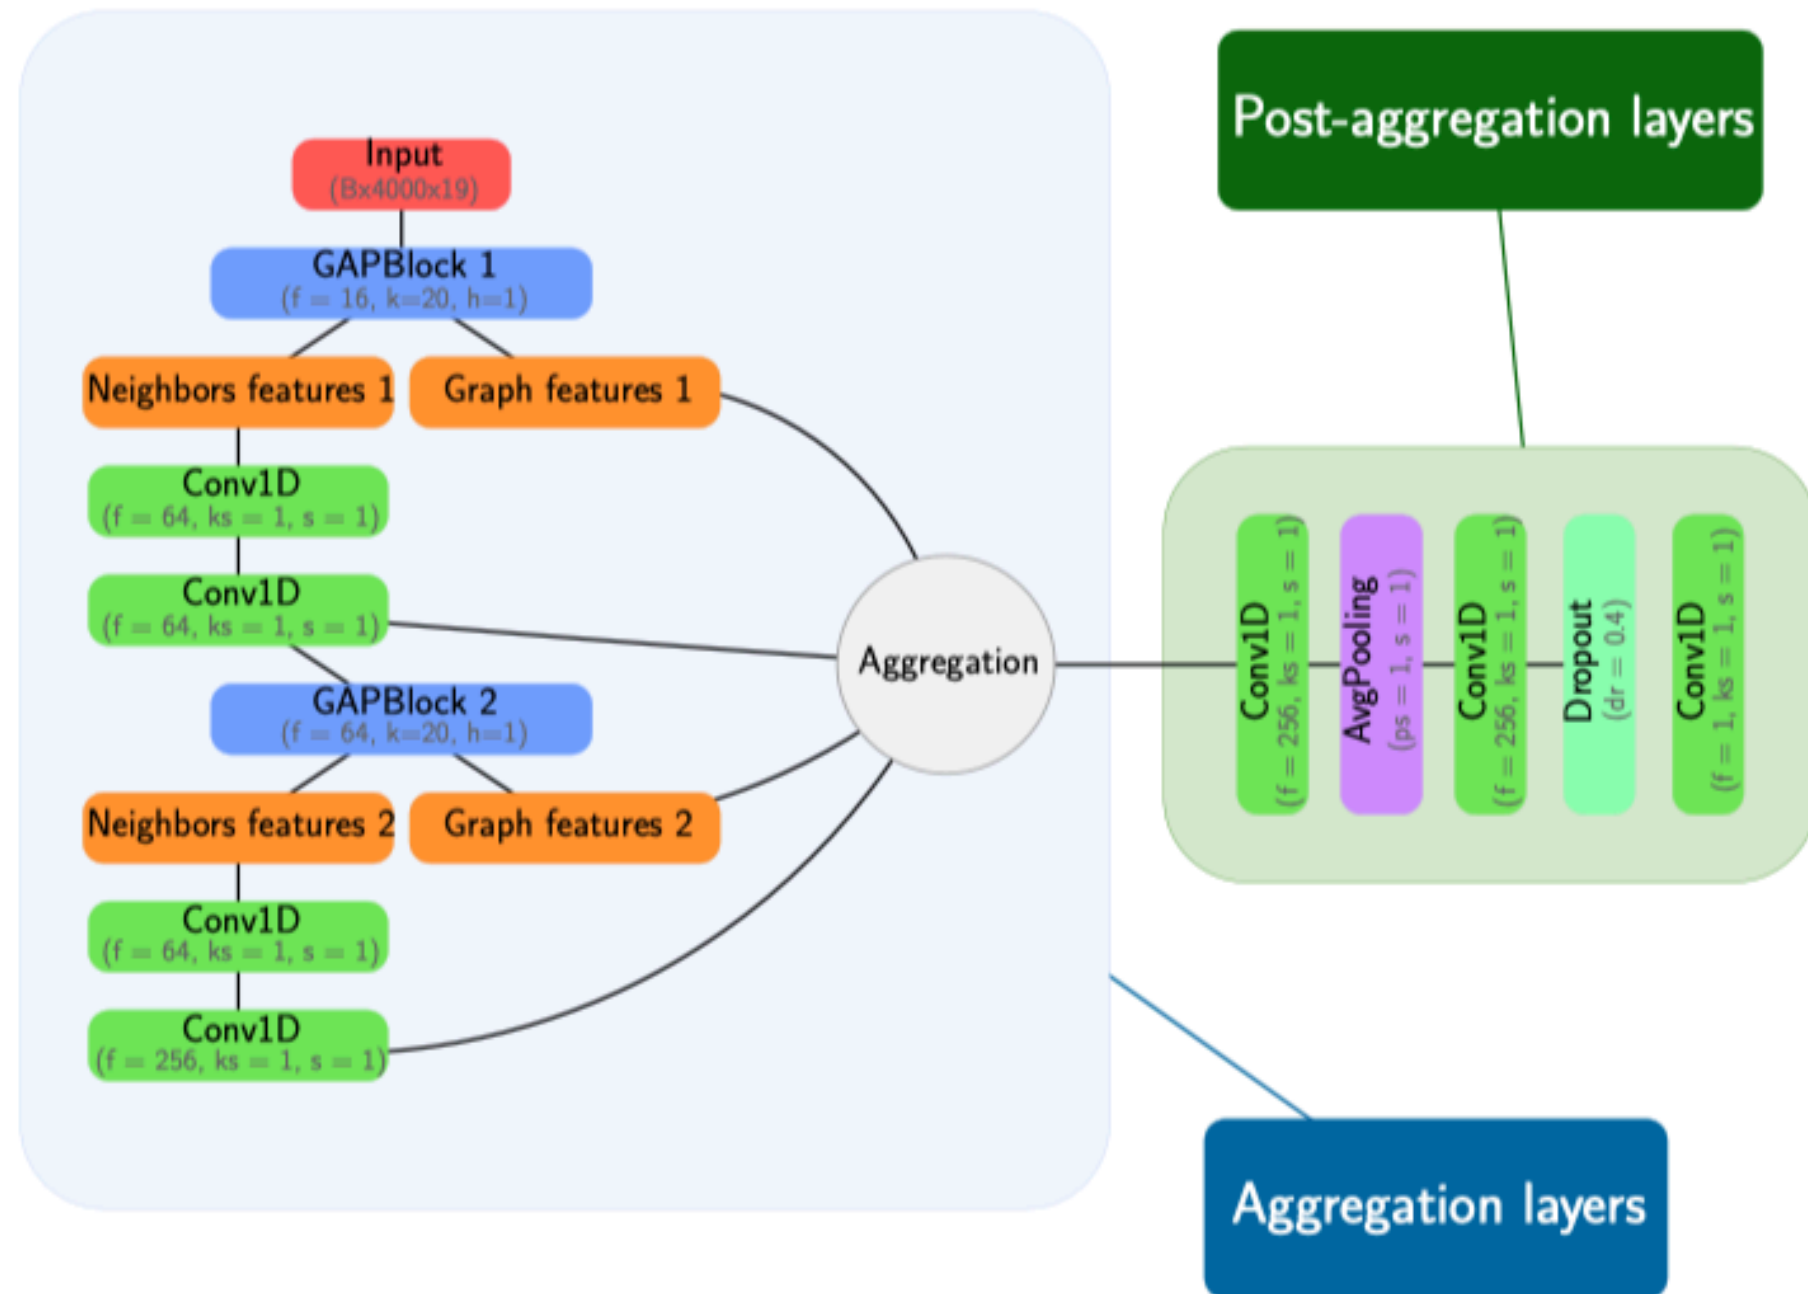 Input
(Bx4000x19)
GAPBlock 1
(f = 16, k=20, h=1)
Neighbors features 1
Graph features 1
Conv1D
(f = 64, ks = 1, s = 1)
Conv1D
(f = 64, ks = 1, s = 1)
GAPBlock 2
(f = 64, k=20, h=1)
Neighbors features 2
Graph features 2
Conv1D
(f = 64, ks = 1, s = 1)
Conv1D
(f = 256, ks = 1, s = 1)
Aggregation
Post-aggregation layers
Conv1D
(f = 256, ks = 1, s = 1)
AvgPooling
(ps = 1, s = 1)
Conv1D
(f = 256, ks = 1, s = 1)
Dropout
(dr = 0.4)
Conv1D
(f = 1, ks = 1, s = 1)
Aggregation layers